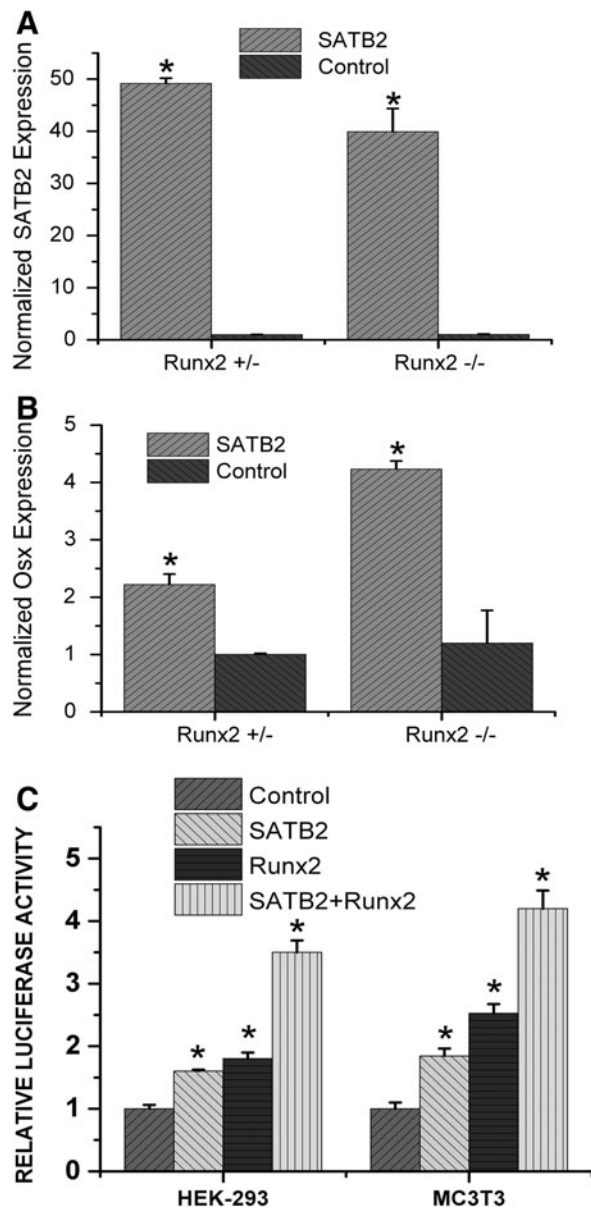 A
SATB2
Control
Normalized SATB2 Expression
50
40
30
20
10
0
Runx2 +/-
Runx2 -/-
B
SATB2
Control
Normalized Osx Expression
5
4
3
2
1
0
Runx2 +/-
Runx2 -/-
C
Control
SATB2
Runx2
SATB2+Runx2
RELATIVE LUCIFERASE ACTIVITY
5
4
3
2
1
0
HEK-293
MC3T3
* *
* *
* * *
* * *